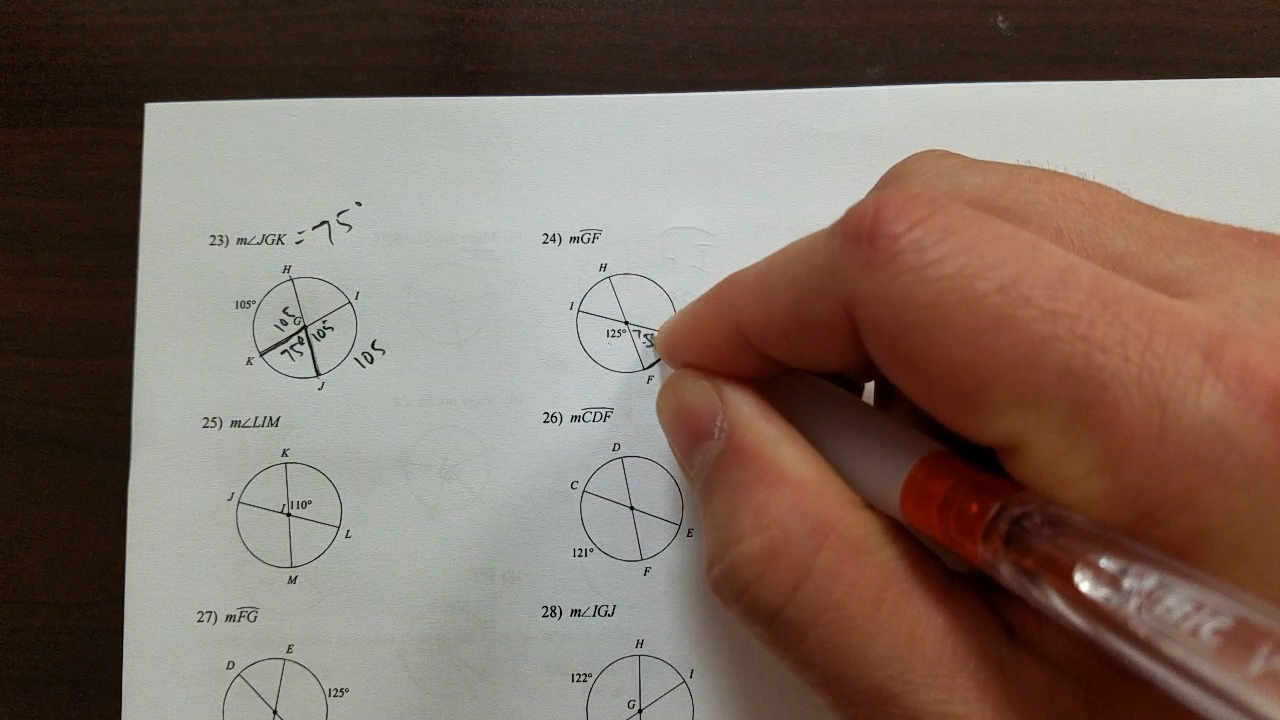 23) m∠JGK = 75°
24) mGF
H
I
105°
105
G
105
75°
K
J
105
H
I
125°
75
F
25) m∠LIM
26) mCDF
K
J
110°
I
L
M
D
C
E
121°
F
27) mFG
28) m∠IGJ
D
E
125°
H
122°
I
G
BIC